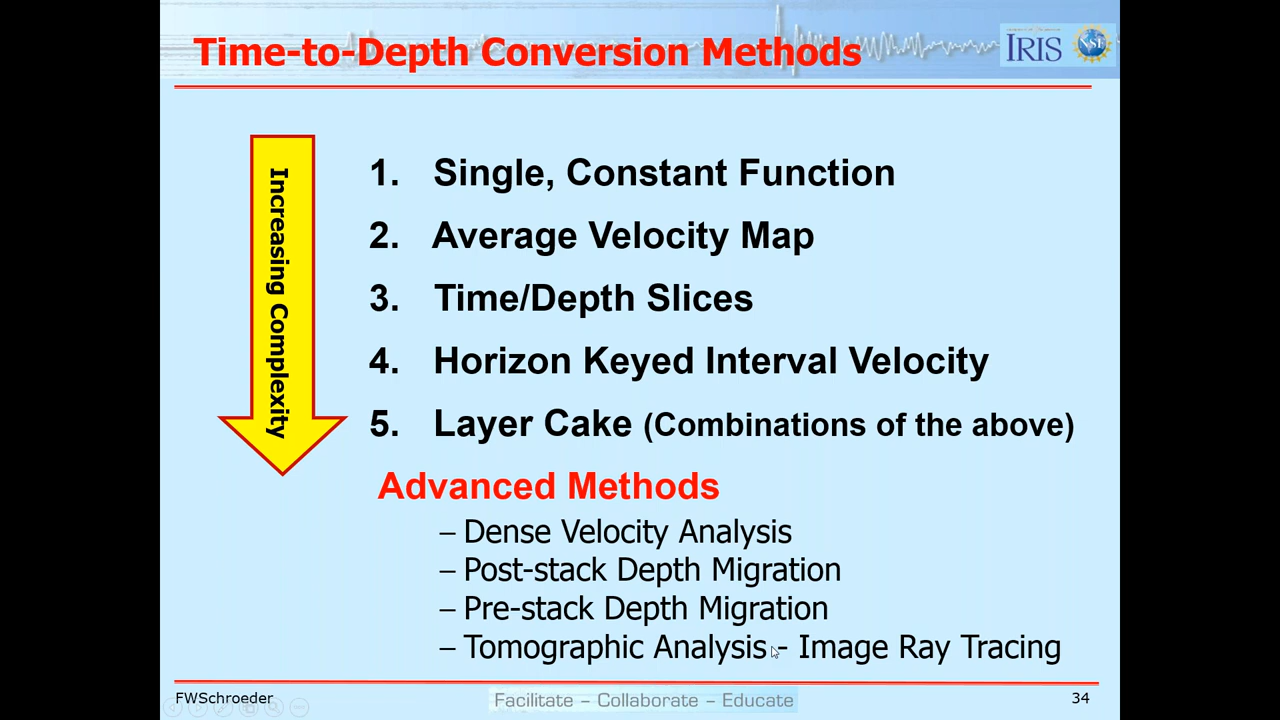 Time-to-Depth Conversion Methods
IRIS
NSF
Increasing Complexity
1. Single, Constant Function
2. Average Velocity Map
3. Time/Depth Slices
4. Horizon Keyed Interval Velocity
5. Layer Cake (Combinations of the above)
Advanced Methods
– Dense Velocity Analysis
– Post-stack Depth Migration
– Pre-stack Depth Migration
– Tomographic Analysis - Image Ray Tracing
FWSchroeder
Facilitate – Collaborate – Educate
34